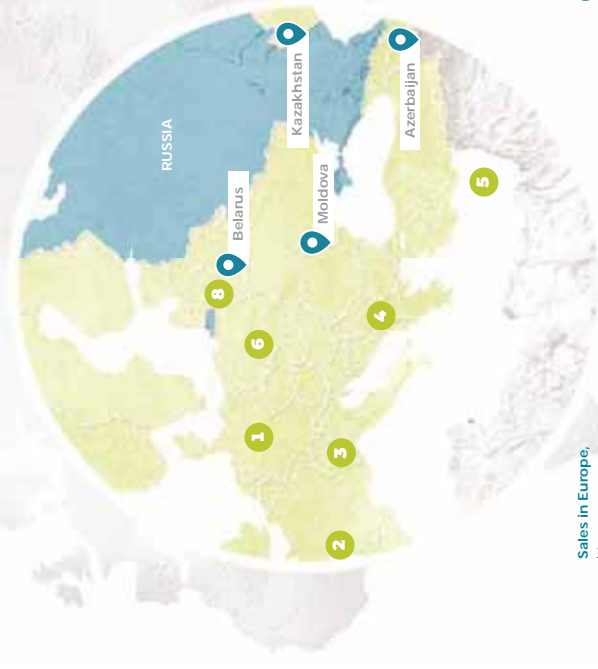 RUSSIA
8
Belarus
1
6
Kazakhstan
Moldova
2
3
4
Azerbaijan
5
Sales in Europe,